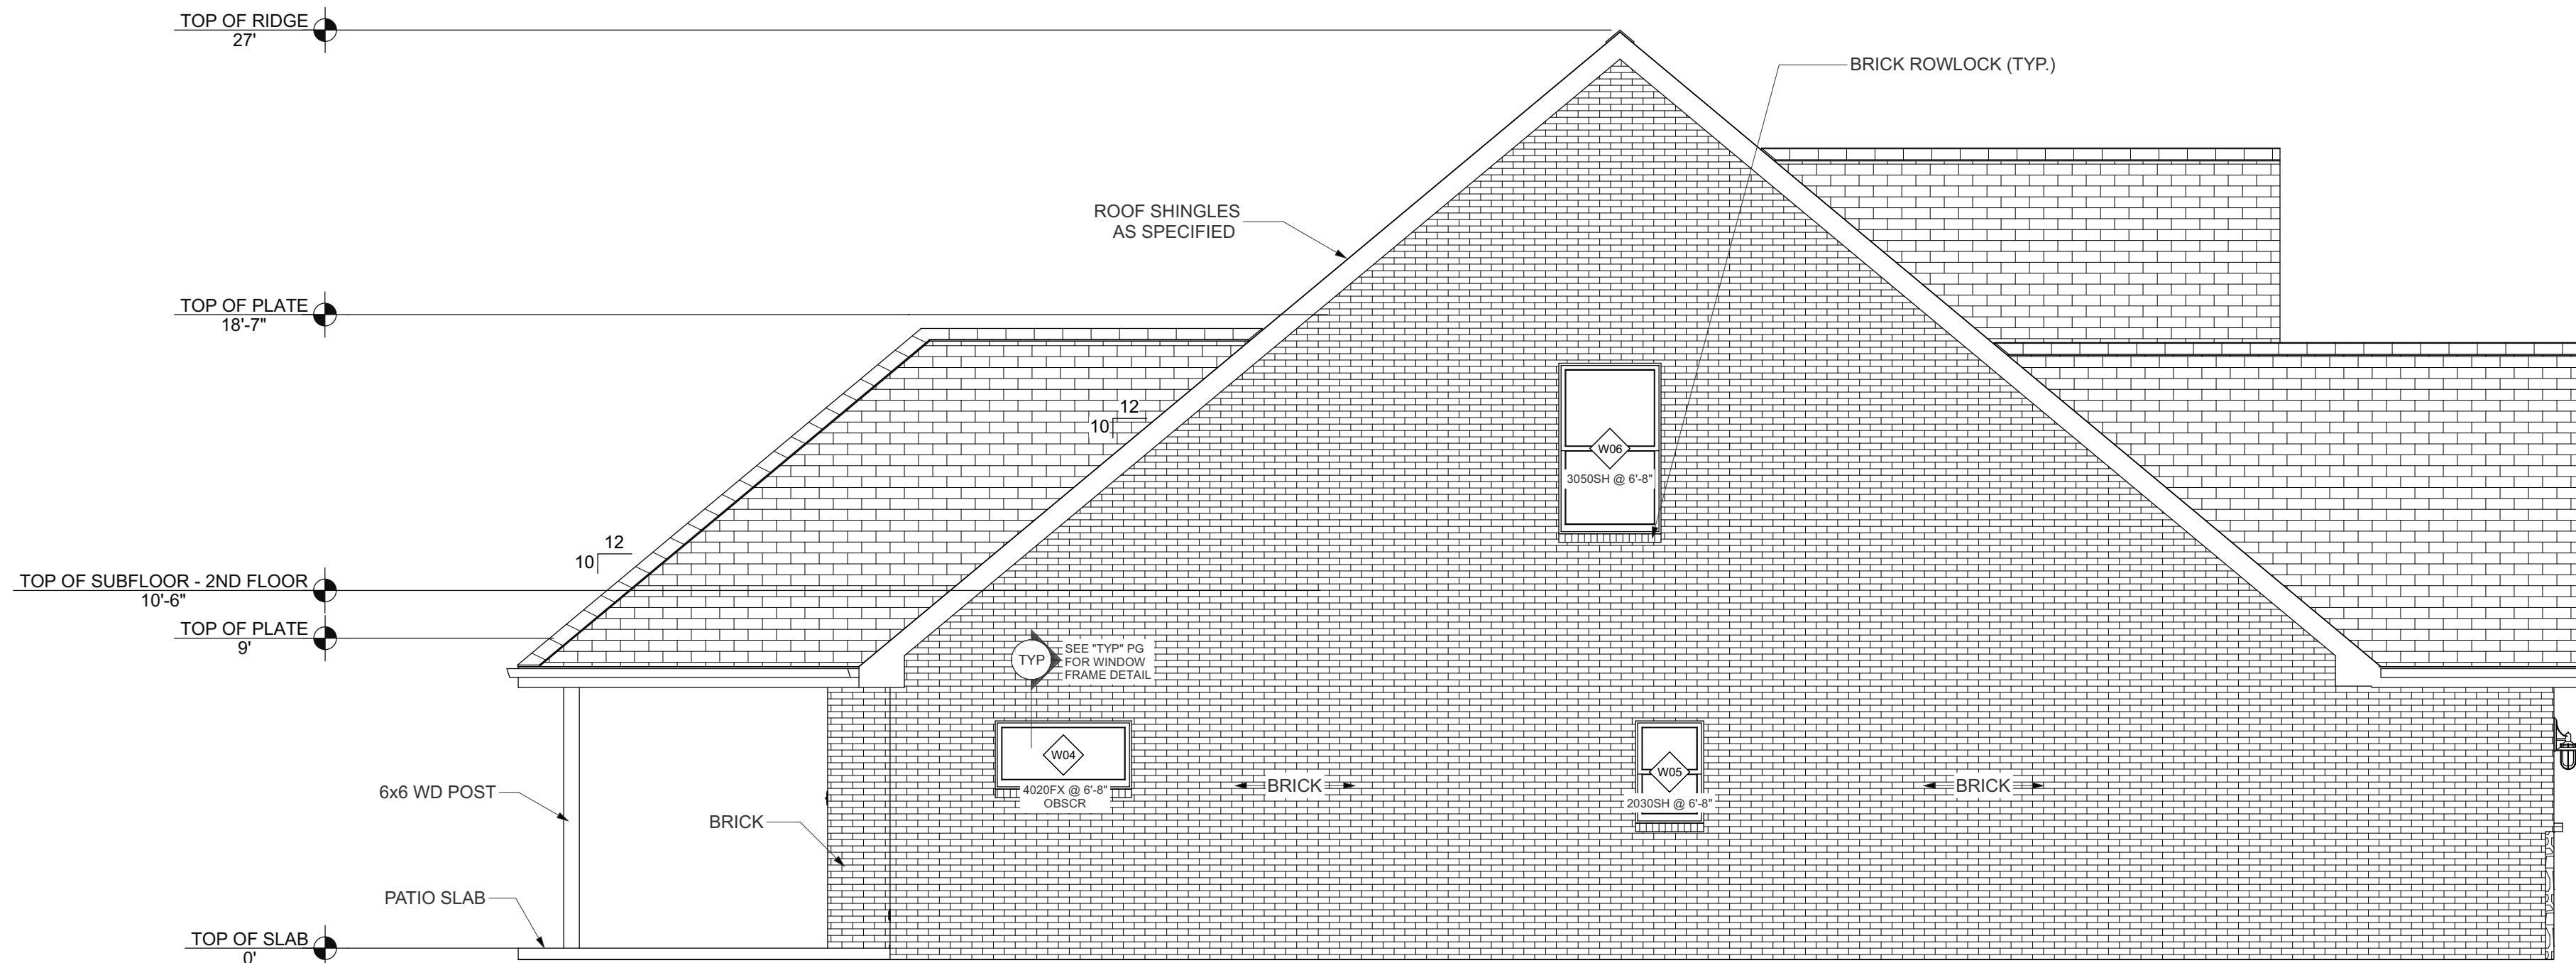 TOP OF RIDGE
27'
BRICK ROWLOCK (TYP.)
ROOF SHINGLES
AS SPECIFIED
TOP OF PLATE
18'-7"
12
10
W06
3050SH @ 6'-8"
12
10
TOP OF SUBFLOOR - 2ND FLOOR
10'-6"
TOP OF PLATE
9'
TYP
SEE "TYP" PG
FOR WINDOW
FRAME DETAIL
W04
4020FX @ 6'-8"
OBSCR
BRICK
W05
2030SH @ 6'-8"
BRICK
6x6 WD POST
BRICK
PATIO SLAB
TOP OF SLAB
0'